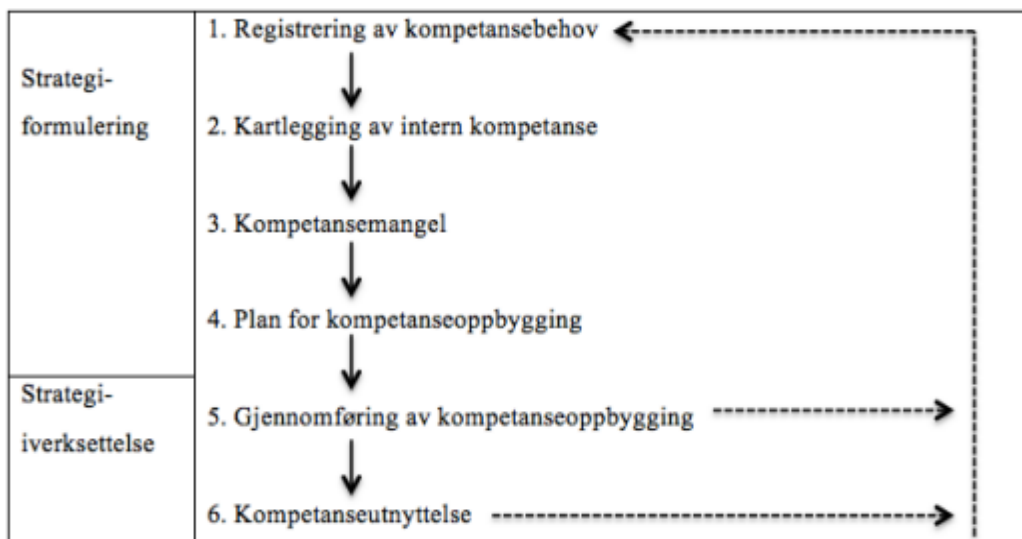 1. Registrering av kompetansebehov
Strategi-
formulering
2. Kartlegging av intern kompetanse
3. Kompetansemangel
4. Plan for kompetanseoppbygging
Strategi-
iverksettelse
5. Gjennomføring av kompetanseoppbygging
6. Kompetanseutnyttelse